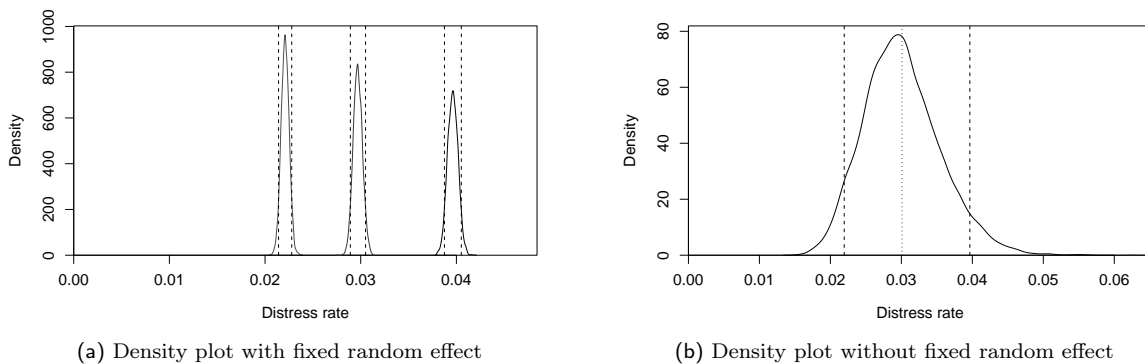 1000
800
600
400
200
0
Density
0.00 0.01 0.02 0.03 0.04
Distress rate
(a) Density plot with fixed random effect
80
60
40
20
0
Density
0.00 0.01 0.02 0.03 0.04 0.05 0.06
Distress rate
(b) Density plot without fixed random effect